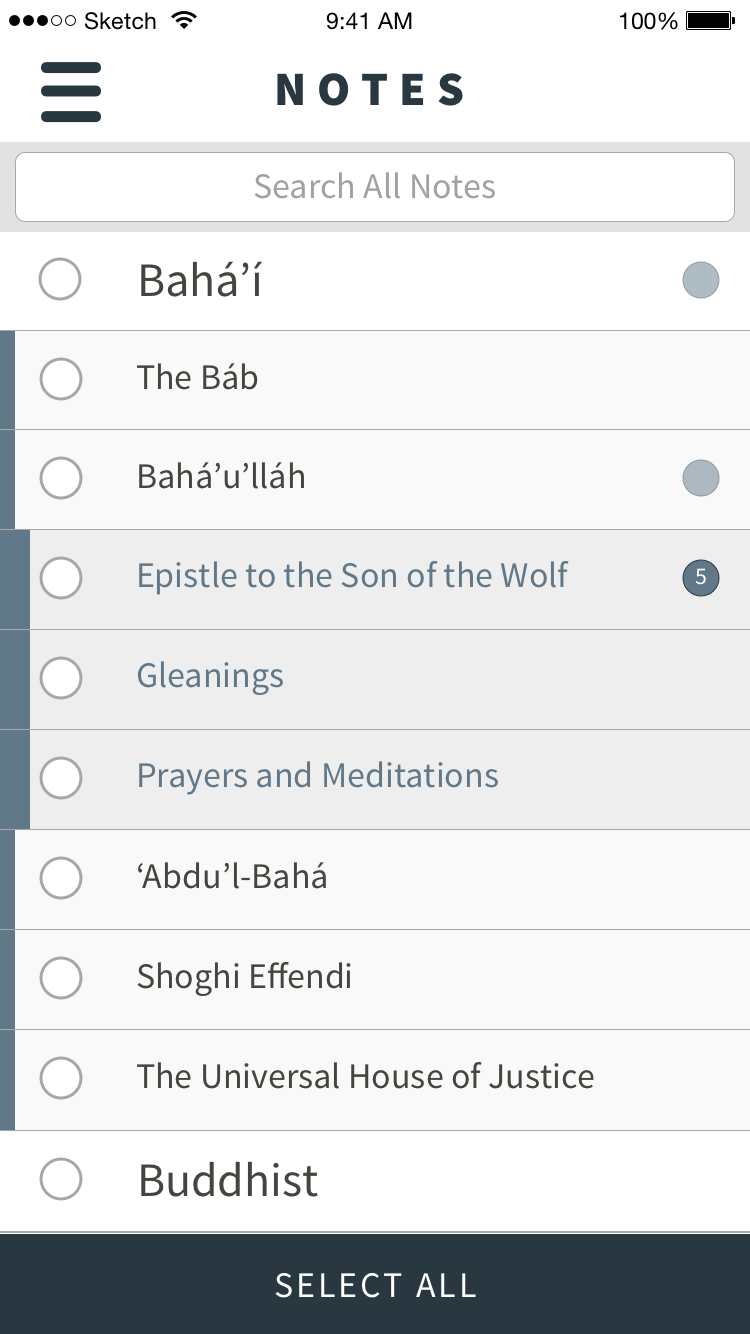 Sketch 9:41 AM 100%
NOTES
Search All Notes
Bahá’í
The Báb
Bahá’u’lláh
Epistle to the Son of the Wolf 5
Gleanings
Prayers and Meditations
‘Abdu’l-Bahá
Shoghi Effendi
The Universal House of Justice
Buddhist
SELECT ALL